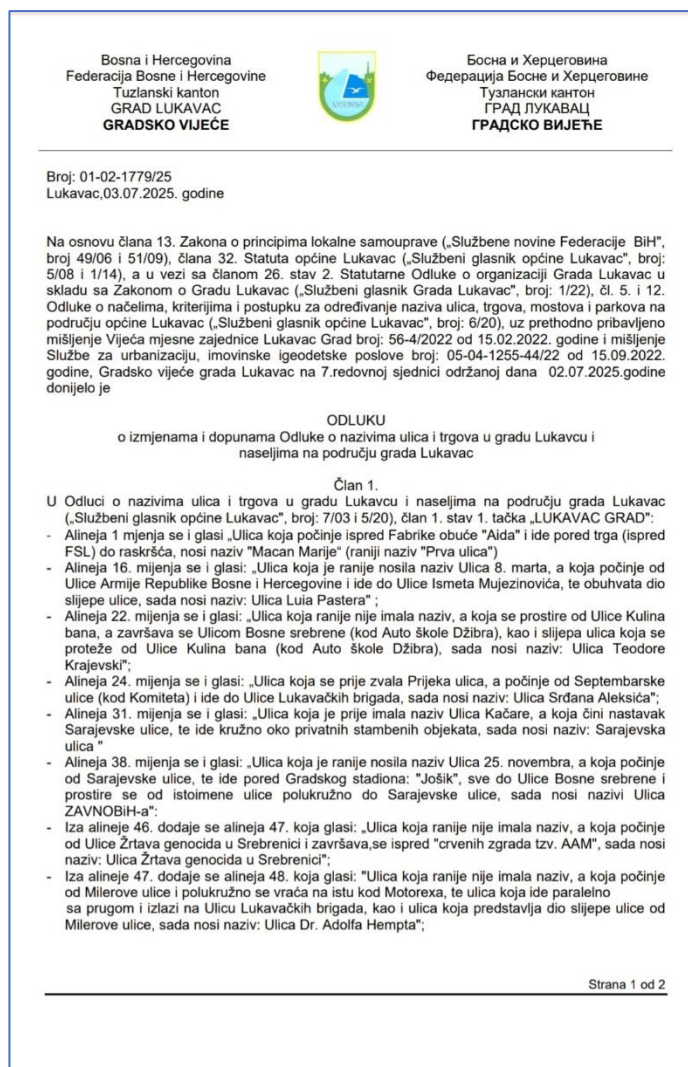 Bosna i Hercegovina
Federacija Bosne i Hercegovine
Tuzlanski kanton
GRAD LUKAVAC
GRADSKO VIJEĆE
LUKAVAC
Босна и Херцеговина
Федерација Босне и Херцеговине
Тузлански кантон
ГРАД ЛУКАВАЦ
ГРАДСКО ВИЈЕЋЕ
Broj: 01-02-1779/25
Lukavac,03.07.2025. godine
Na osnovu člana 13. Zakona o principima lokalne samouprave („Službene novine Federacije BiH",
broj 49/06 i 51/09), člana 32. Statuta općine Lukavac („Službeni glasnik općine Lukavac", broj:
5/08 i 1/14), a u vezi sa članom 26. stav 2. Statutarne Odluke o organizaciji Grada Lukavac u
skladu sa Zakonom o Gradu Lukavac („Službeni glasnik Grada Lukavac", broj: 1/22), čl. 5. i 12.
Odluke o načelima, kriterijima i postupku za određivanje naziva ulica, trgova, mostova i parkova na
području općine Lukavac („Službeni glasnik općine Lukavac", broj: 6/20), uz prethodno pribavljeno
mišljenje Vijeća mjesne zajednice Lukavac Grad broj: 56-4/2022 od 15.02.2022. godine i mišljenje
Službe za urbanizaciju, imovinske igeodetske poslove broj: 05-04-1255-44/22 od 15.09.2022.
godine, Gradsko vijeće grada Lukavac na 7.redovnoj sjednici održanoj dana 02.07.2025.godine
donijelo je
ODLUKU
o izmjenama i dopunama Odluke o nazivima ulica i trgova u gradu Lukavcu i
naseljima na području grada Lukavac
Član 1.
U Odluci o nazivima ulica i trgova u gradu Lukavcu i naseljima na području grada Lukavac
(„Službeni glasnik općine Lukavac", broj: 7/03 i 5/20), član 1. stav 1. tačka „LUKAVAC GRAD":
- Alineja 1 mjenja se i glasi „Ulica koja počinje ispred Fabrike obuće "Aida" i ide pored trga (ispred
FSL) do raskršća, nosi naziv "Macan Marije" (raniji naziv "Prva ulica")
- Alineja 16. mijenja se i glasi: „Ulica koja je ranije nosila naziv Ulica 8. marta, a koja počinje od
Ulice Armije Republike Bosne i Hercegovine i ide do Ulice Ismeta Mujezinovića, te obuhvata dio
slijepe ulice, sada nosi naziv: Ulica Luia Pastera" ;
- Alineja 22. mijenja se i glasi: „Ulica koja ranije nije imala naziv, a koja se prostire od Ulice Kulina
bana, a završava se Ulicom Bosne srebrene (kod Auto škole Džibra), kao i slijepa ulica koja se
proteže od Ulice Kulina bana (kod Auto škole Džibra), sada nosi naziv: Ulica Teodore
Krajevski";
- Alineja 24. mijenja se i glasi: „Ulica koja se prije zvala Prijeka ulica, a počinje od Septembarske
ulice (kod Komiteta) i ide do Ulice Lukavačkih brigada, sada nosi naziv: Ulica Srđana Aleksića";
- Alineja 31. mijenja se i glasi: „Ulica koja je prije imala naziv Ulica Kačare, a koja čini nastavak
Sarajevske ulice, te ide kružno oko privatnih stambenih objekata, sada nosi naziv: Sarajevska
ulica "
- Alineja 38. mijenja se i glasi: „Ulica koja je ranije nosila naziv Ulica 25. novembra, a koja počinje
od Sarajevske ulice, te ide pored Gradskog stadiona: "Jošik", sve do Ulice Bosne srebrene i
prostire se od istoimene ulice polukružno do Sarajevske ulice, sada nosi nazivi Ulica
ZAVNOBiH-a":
- Iza alineje 46. dodaje se alineja 47. koja glasi: „Ulica koja ranije nije imala naziv, a koja počinje
od Ulice Žrtava genocida u Srebrenici i završava,se ispred "crvenih zgrada tzv. AAM", sada nosi
naziv: Ulica Žrtava genocida u Srebrenici";
- Iza alineje 47. dodaje se alineja 48. koja glasi: "Ulica koja ranije nije imala naziv, a koja počinje
od Milerove ulice i polukružno se vraća na istu kod Motorexa, te ulica koja ide paralelno
sa prugom i izlazi na Ulicu Lukavačkih brigada, kao i ulica koja predstavlja dio slijepe ulice od
Milerove ulice, sada nosi naziv: Ulica Dr. Adolfa Hempta";
Strana 1 od 2